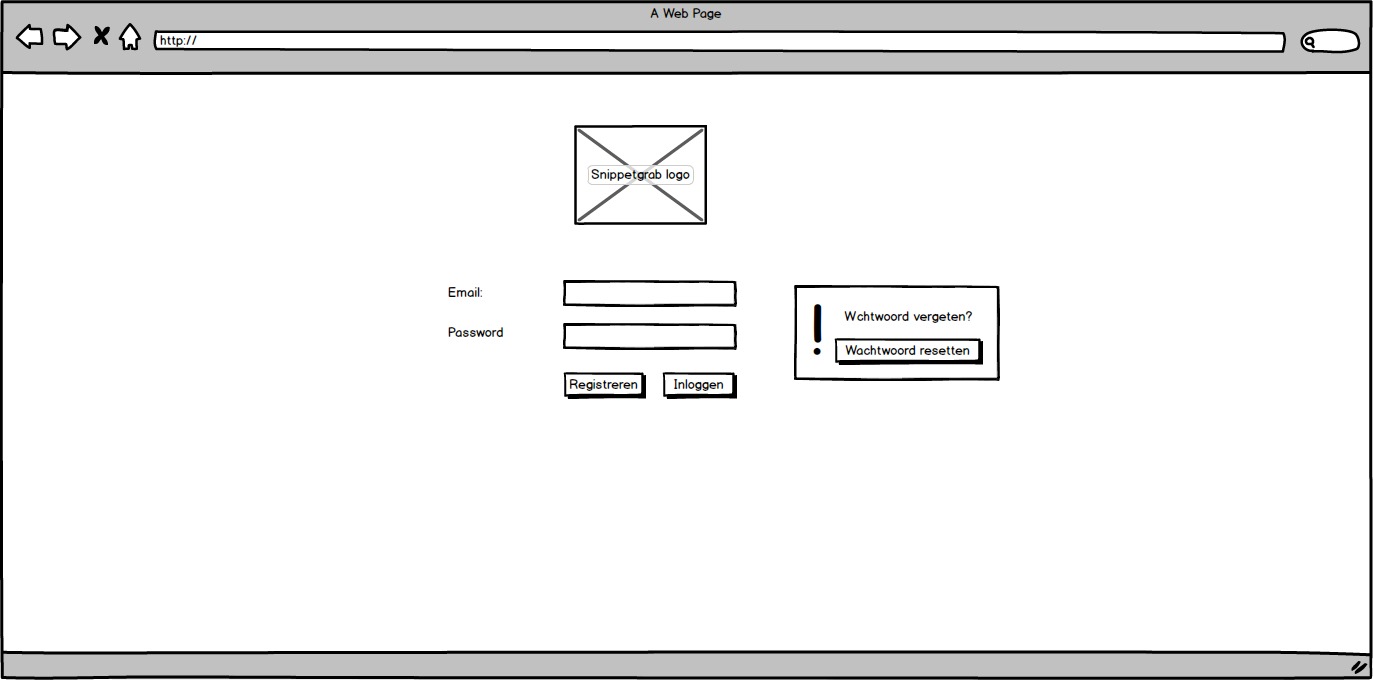 A Web Page
http://
Snippetgrab logo
Email:
Password
Registreren
Inloggen
Wchtwoord vergeten?
Wachtwoord resetten